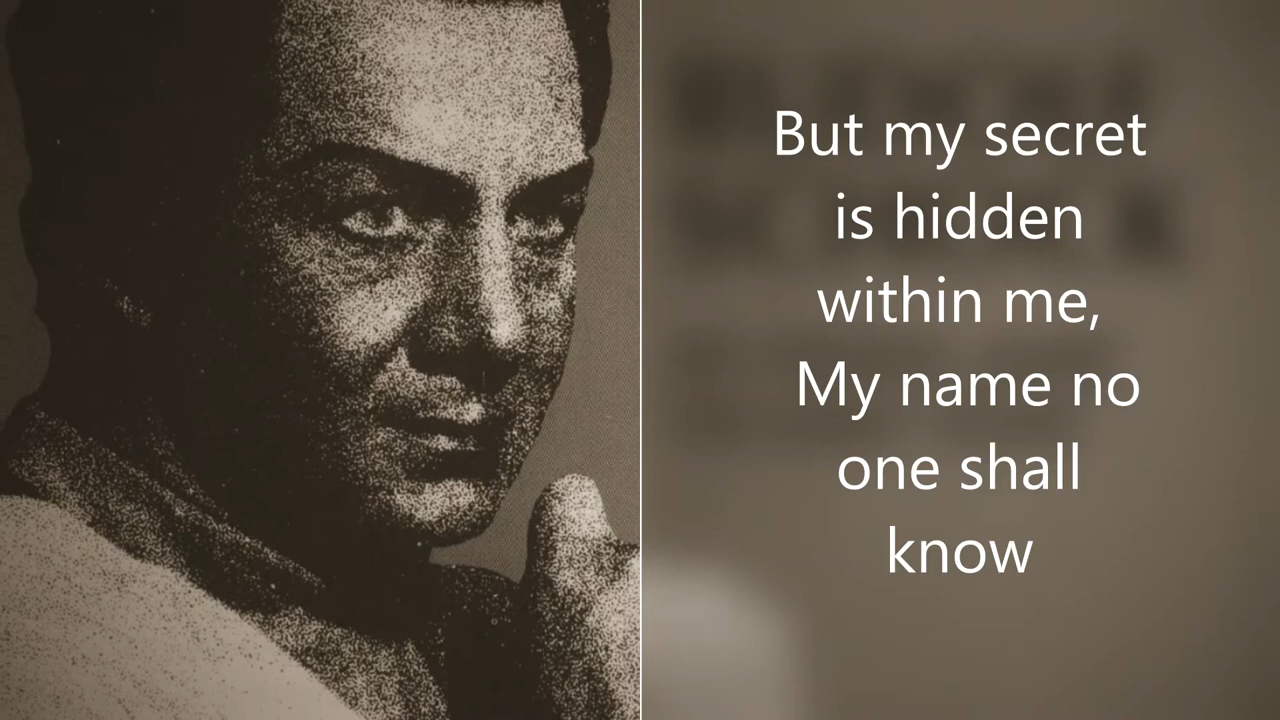 But my secret
is hidden
within me,
My name no
one shall
know